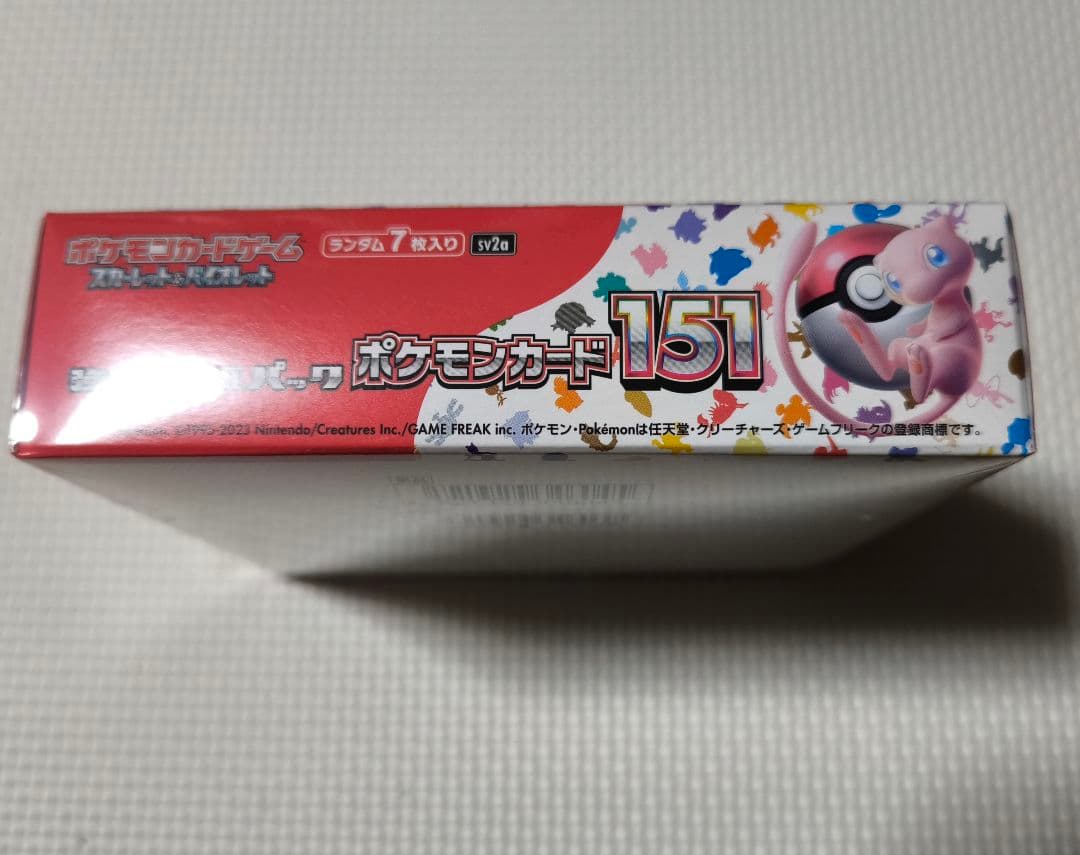 ポケモンカードゲーム
スカーレット&バイオレット
ランダム7枚入り
sv2a
パック ポケモンカード151
©1995-2023 Nintendo/Creatures Inc./GAME FREAK inc. ポケモン・Pokémonは任天堂・クリーチャーズ・ゲームフリークの登録商標です。